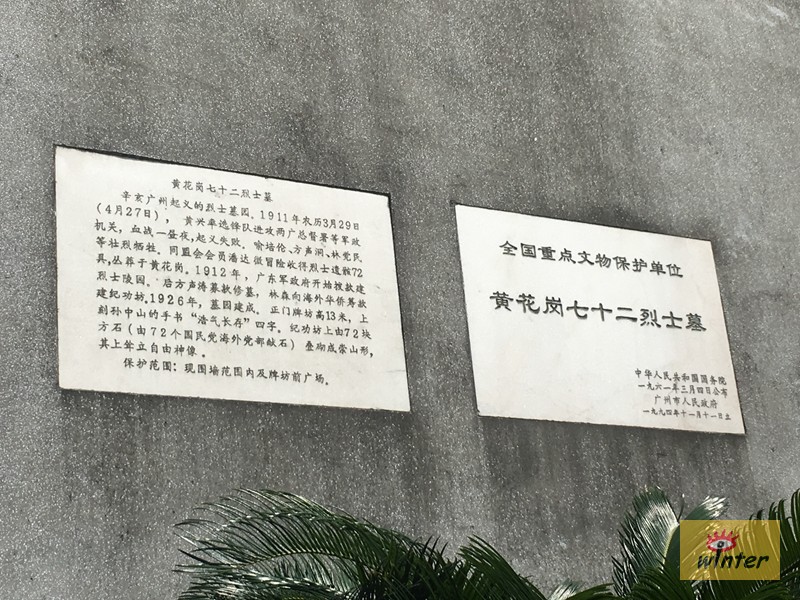 黄花岗七十二烈士墓
辛亥广州起义的烈士墓园。1911年农历3月29日
(4月27日)，黄兴率选锋队进攻两广总督署等军政
机关，血战一昼夜,起义失败。喻培伦、方声洞、林觉民
等壮烈牺牲。同盟会会员潘达微冒险收得烈士遗骸72
具,丛葬于黄花岗。1912年，广东军政府开始拨款建
烈士陵园。后方声涛募款修墓，林森向海外华侨筹款
建纪功坊,1926年，墓园建成。正门牌坊高13米，上
刻孙中山的手书“浩气长存”四字。纪功坊上由72块
方石(由72个国民党海外党部献石)叠砌成崇山形，
其上耸立自由神像。
保护范围：现围墙范围内及牌坊前广场。
全国重点文物保护单位
黄花岗七十二烈士墓
中华人民共和国国务院
一九六一年三月四日公布
广州市人民政府
一九九四年十一月十一日立
winter